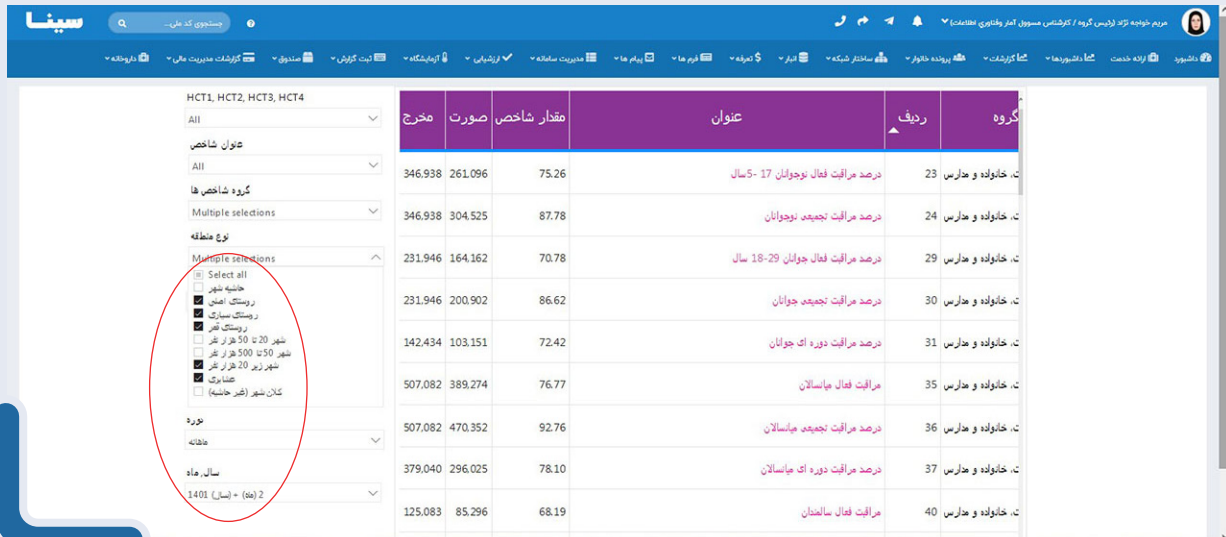 سینا
جستجوی کد ملی...
مریم خواجه نژاد (رئیس گروه / کارشناس مسوول آمار وفناوری اطلاعات)
داشبورد ارائه خدمت داشبوردها گزارشات پرونده خانوار ساختار شبکه انبار تعرفه فرم ها پیام ها مدیریت سامانه ارزشیابی آزمایشگاه ثبت گزارش صندوق گزارشات مدیریت مالی داروخانه
HCT1, HCT2, HCT3, HCT4
All
عنوان شاخص
All
گروه شاخص ها
Multiple selections
نوع منطقه
Multiple selections
Select all
حاشیه شهر
روستای اصلی
روستای سیاری
روستای قمر
شهر 20 تا 50 هزار نفر
شهر 50 تا 500 هزار نفر
شهر زیر 20 هزار نفر
عشایری
کلان شهر (غیر حاشیه)
دوره
ماهانه
سال, ماه
2 (ماه) + (سال) 1401
گروه ردیف عنوان مقدار شاخص صورت مخرج
ت، خانواده و مدارس 23 درصد مراقبت فعال نوجوانان 17 -5سال 75.26 261,096 346,938
ت، خانواده و مدارس 24 درصد مراقبت تجمیعی نوجوانان 87.78 304,525 346,938
ت، خانواده و مدارس 29 درصد مراقبت فعال جوانان 29-18 سال 70.78 164,162 231,946
ت، خانواده و مدارس 30 درصد مراقبت تجمیعی جوانان 86.62 200,902 231,946
ت، خانواده و مدارس 31 درصد مراقبت دوره ای جوانان 72.42 103,151 142,434
ت، خانواده و مدارس 35 مراقبت فعال میانسالان 76.77 389,274 507,082
ت، خانواده و مدارس 36 درصد مراقبت تجمیعی میانسالان 92.76 470,352 507,082
ت، خانواده و مدارس 37 درصد مراقبت دوره ای میانسالان 78.10 296,025 379,040
ت، خانواده و مدارس 40 مراقبت فعال سالمندان 68.19 85,296 125,083